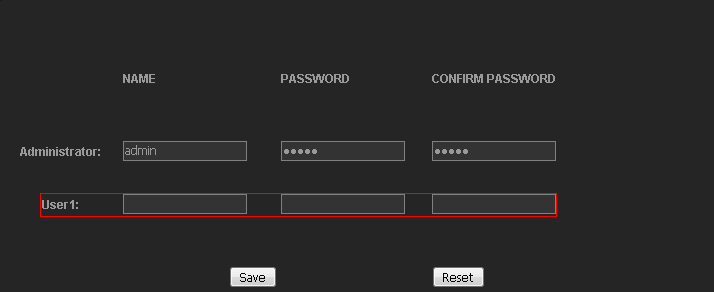 NAME PASSWORD CONFIRM PASSWORD
Administrator: admin ●●●●● ●●●●●
User1:
Save Reset